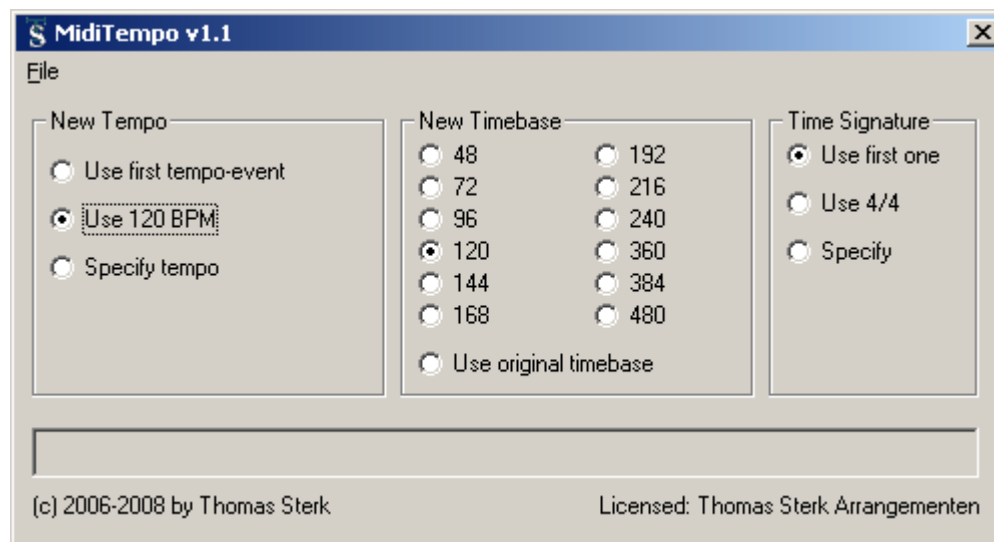 MidiTempo v1.1
File
New Tempo
Use first tempo-event
Use 120 BPM
Specify tempo
New Timebase
48
72
96
120
144
168
192
216
240
360
384
480
Use original timebase
Time Signature
Use first one
Use 4/4
Specify
(c) 2006-2008 by Thomas Sterk
Licensed: Thomas Sterk Arrangementen